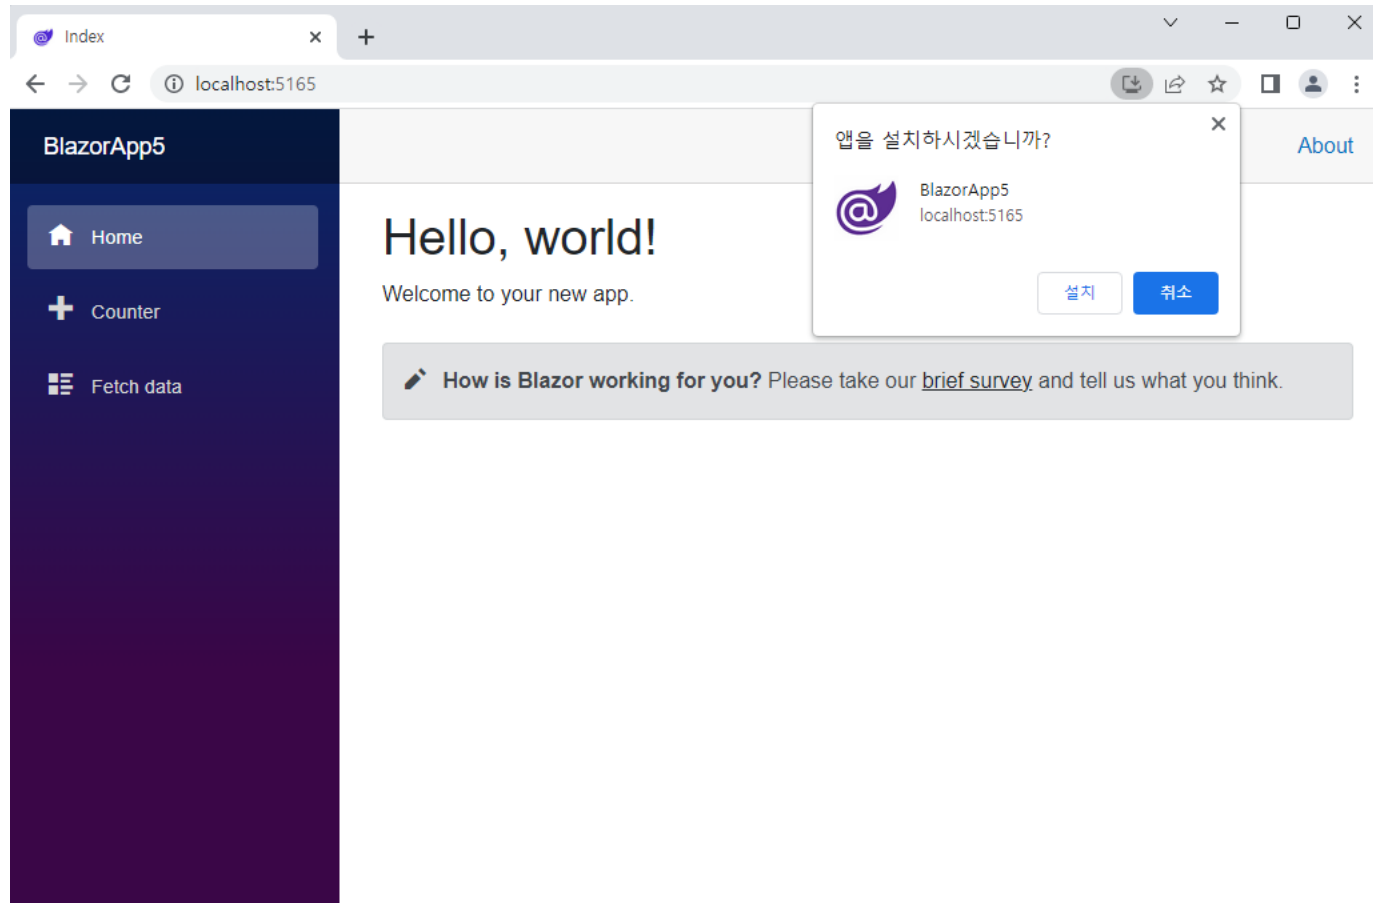 Index
localhost:5165
BlazorApp5
About
앱을 설치하시겠습니까?
BlazorApp5
localhost:5165
설치 취소
Home
Counter
Fetch data
Hello, world!
Welcome to your new app.
How is Blazor working for you? Please take our brief survey and tell us what you think.